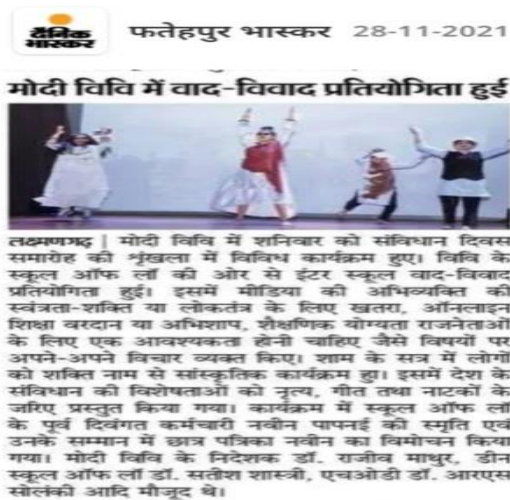 दैनिक
भास्कर
फतेहपुर भास्कर 28-11-2021
मोदी विवि में वाद-विवाद प्रतियोगिता हुई
लक्ष्मणगढ़ | मोदी विवि में शनिवार को संविधान दिवस
समारोह की शृंखला में विविध कार्यक्रम हुए। विवि के
स्कूल ऑफ लॉ की ओर से इंटर स्कूल वाद-विवाद
प्रतियोगिता हुई। इसमें मीडिया की अभिव्यक्ति की
स्वंत्रता-शक्ति या लोकतंत्र के लिए खतरा, ऑनलाइन
शिक्षा वरदान या अभिशाप, शैक्षणिक योग्यता राजनेताओं
के लिए एक आवश्यकता होनी चाहिए जैसे विषयों पर
अपने-अपने विचार व्यक्त किए। शाम के सत्र में लोगों
की शक्ति नाम से सांस्कृतिक कार्यक्रम हुा। इसमें देश के
संविधान की विशेषताओं को नृत्य, गीत तथा नाटकों के
जरिए प्रस्तुत किया गया। कार्यक्रम में स्कूल ऑफ लॉ
के पूर्व दिवंगत कर्मचारी नवीन पापनई की स्मृति एवं
उनके सम्मान में छात्र पत्रिका नवीन का विमोचन किया
गया। मोदी विवि के निदेशक डॉ. राजीव माथुर, डीन
स्कूल ऑफ लॉ डॉ. सतीश शास्त्री, एचओडी डॉ. आरएस
सोलंकी आदि मौजूद थे।